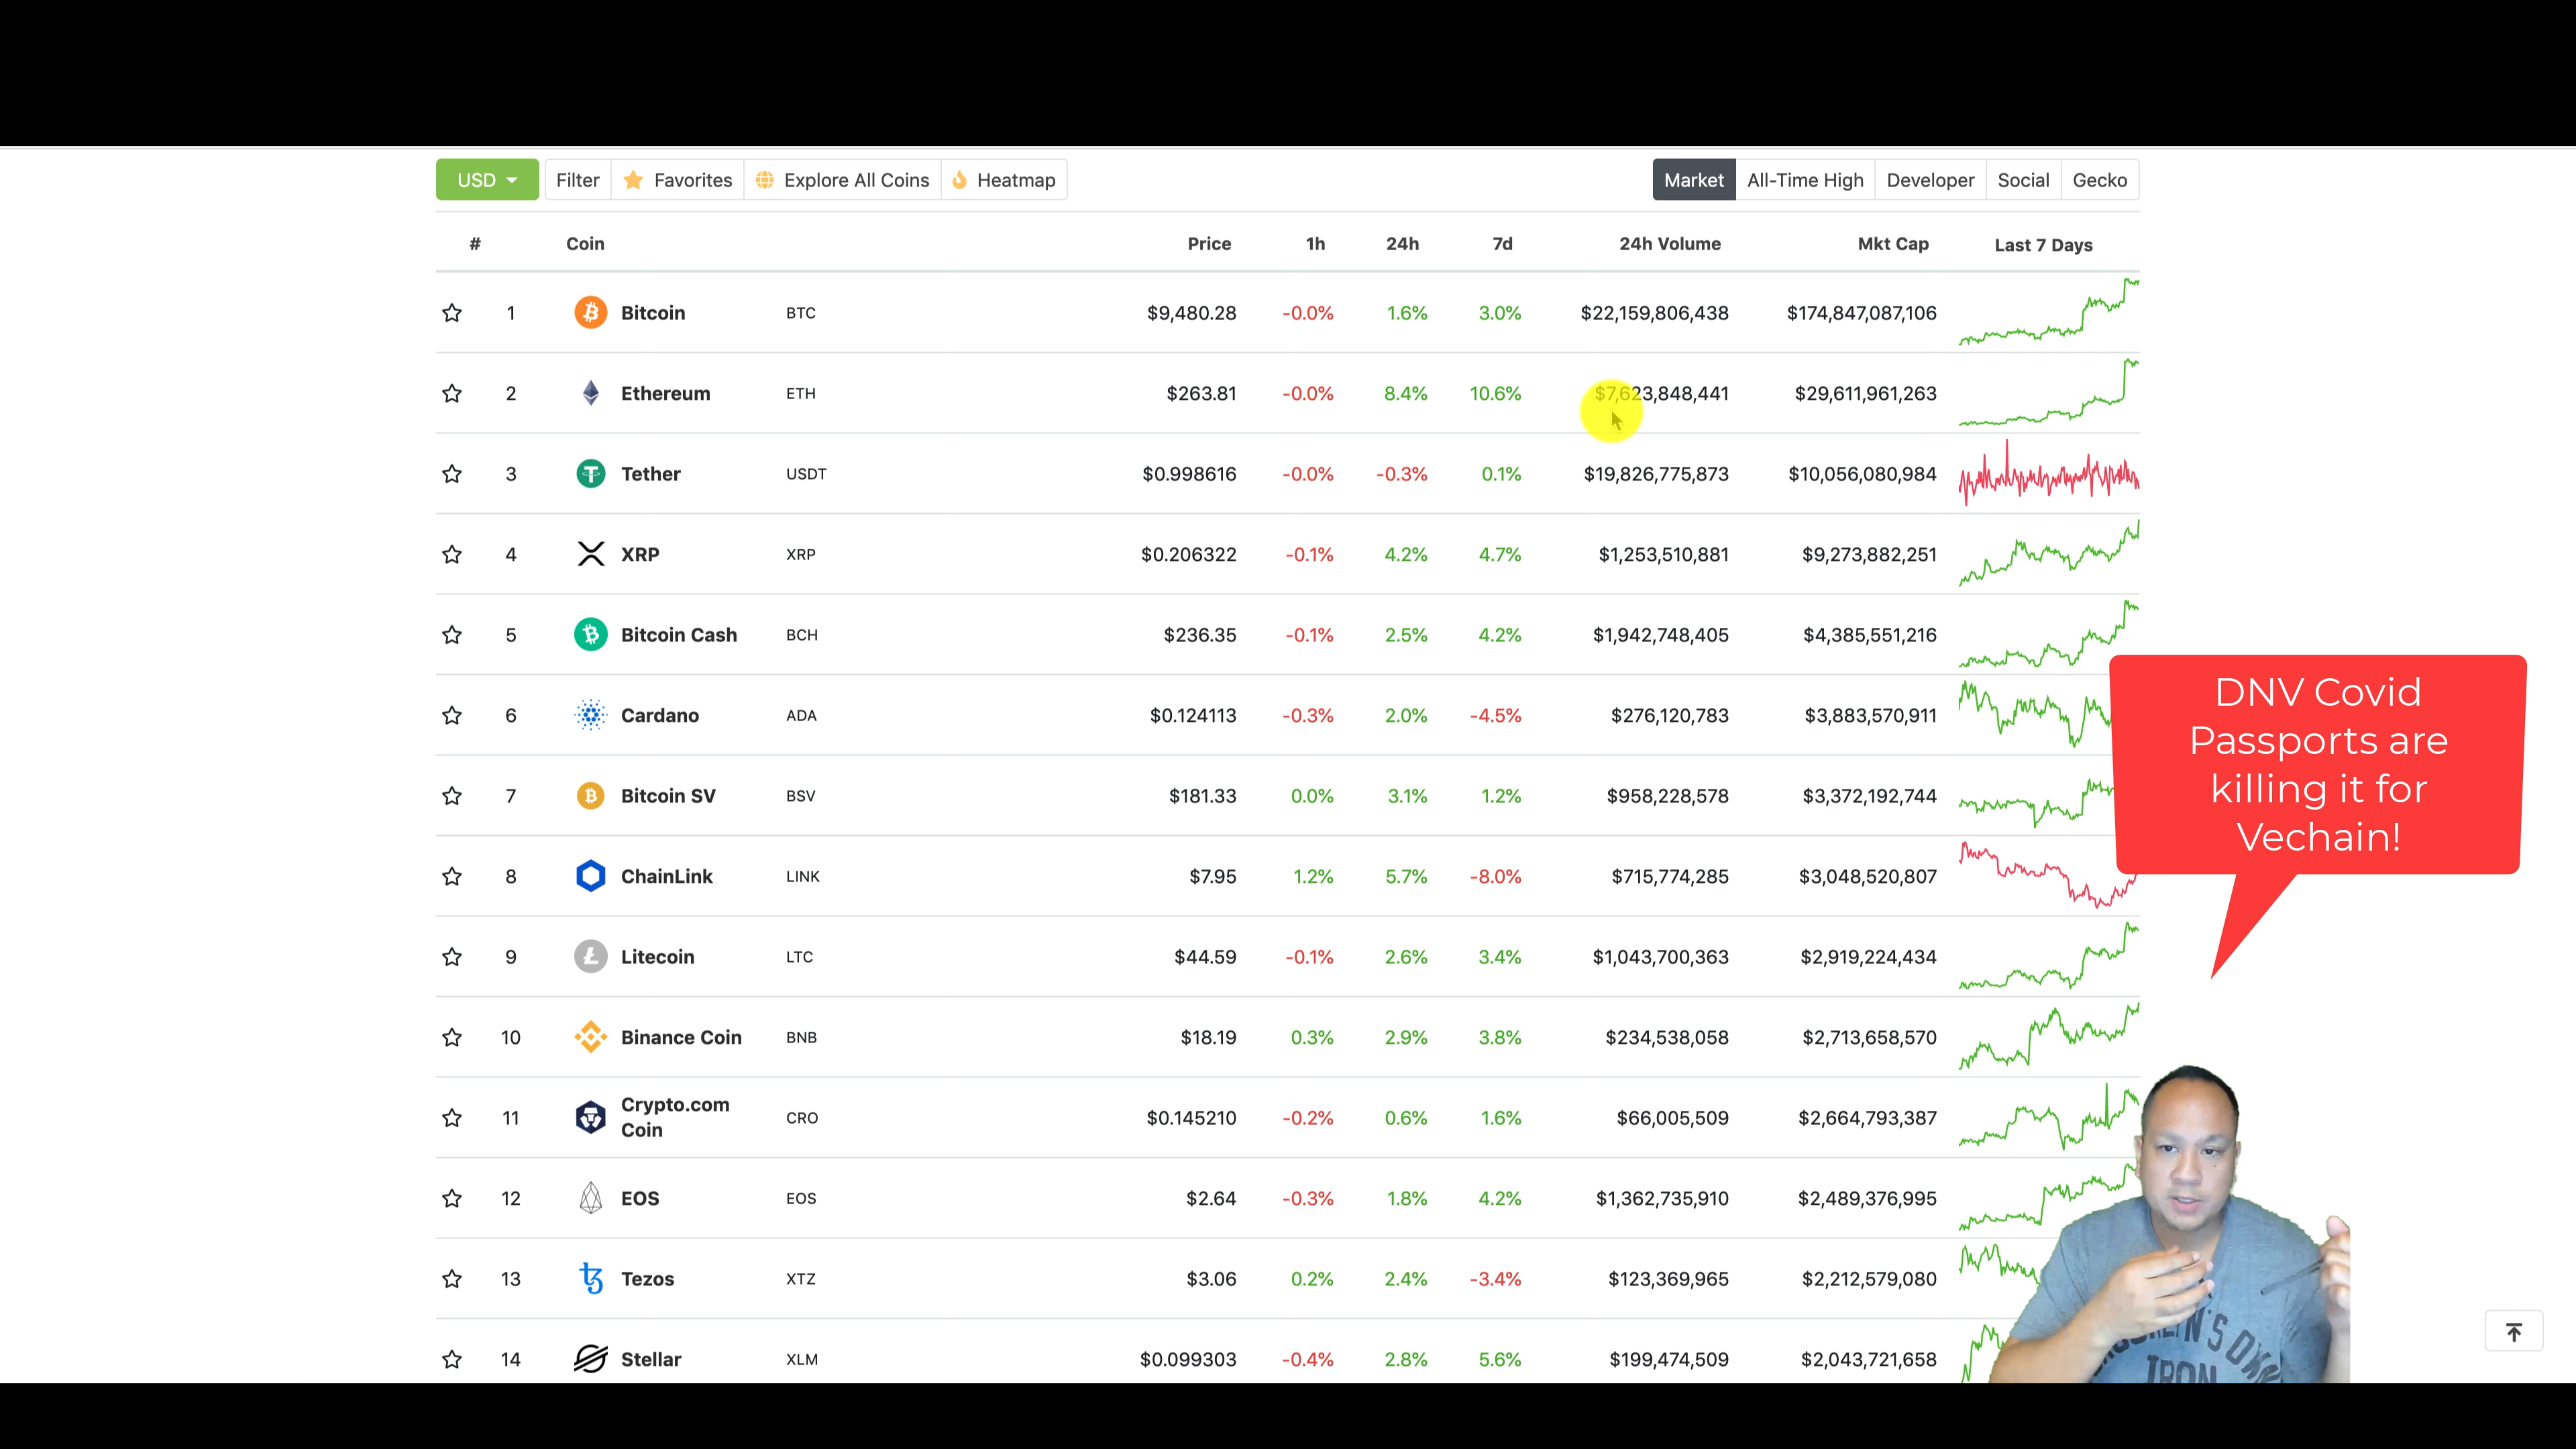 USD Filter Favorites Explore All Coins Heatmap Market All-Time High Developer Social Gecko
# Coin Price 1h 24h 7d 24h Volume Mkt Cap Last 7 Days
1 Bitcoin BTC $9,480.28 -0.0% 1.6% 3.0% $22,159,806,438 $174,847,087,106
2 Ethereum ETH $263.81 -0.0% 8.4% 10.6% $7,623,848,441 $29,611,961,263
3 Tether USDT $0.998616 -0.0% -0.3% 0.1% $19,826,775,873 $10,056,080,984
4 XRP XRP $0.206322 -0.1% 4.2% 4.7% $1,253,510,881 $9,273,882,251
5 Bitcoin Cash BCH $236.35 -0.1% 2.5% 4.2% $1,942,748,405 $4,385,551,216
6 Cardano ADA $0.124113 -0.3% 2.0% -4.5% $276,120,783 $3,883,570,911
7 Bitcoin SV BSV $181.33 0.0% 3.1% 1.2% $958,228,578 $3,372,192,744
8 ChainLink LINK $7.95 1.2% 5.7% -8.0% $715,774,285 $3,048,520,807
9 Litecoin LTC $44.59 -0.1% 2.6% 3.4% $1,043,700,363 $2,919,224,434
10 Binance Coin BNB $18.19 0.3% 2.9% 3.8% $234,538,058 $2,713,658,570
11 Crypto.com Coin CRO $0.145210 -0.2% 0.6% 1.6% $66,005,509 $2,664,793,387
12 EOS EOS $2.64 -0.3% 1.8% 4.2% $1,362,735,910 $2,489,376,995
13 Tezos XTZ $3.06 0.2% 2.4% -3.4% $123,369,965 $2,212,579,080
14 Stellar XLM $0.099303 -0.4% 2.8% 5.6% $199,474,509 $2,043,721,658
DNV Covid
Passports are
killing it for
Vechain!
IRON